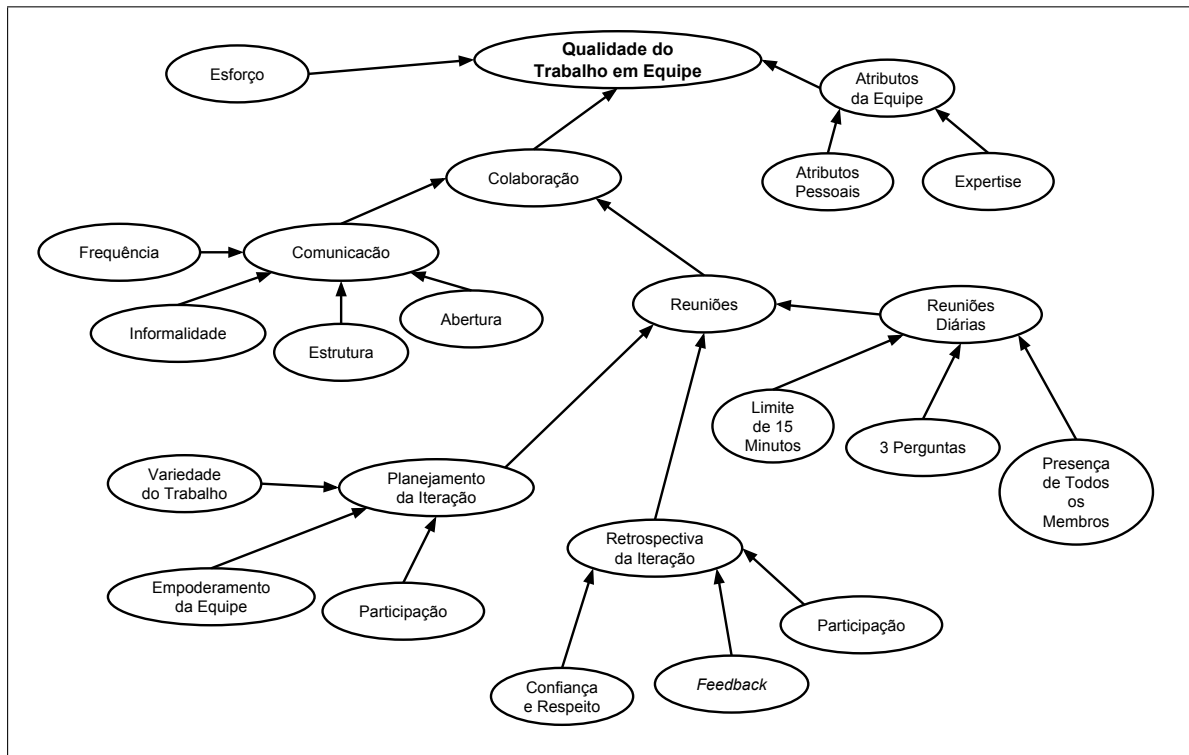 Qualidade do
Trabalho em Equipe
Esforço
Atributos
da Equipe
Atributos
Pessoais
Expertise
Colaboração
Frequência
Comunicacão
Informalidade
Estrutura
Abertura
Reuniões
Reuniões
Diárias
Limite
de 15
Minutos
3 Perguntas
Presença
de Todos
os
Membros
Variedade
do Trabalho
Planejamento
da Iteração
Empoderamento
da Equipe
Participação
Retrospectiva
da Iteração
Participação
Confiança
e Respeito
Feedback